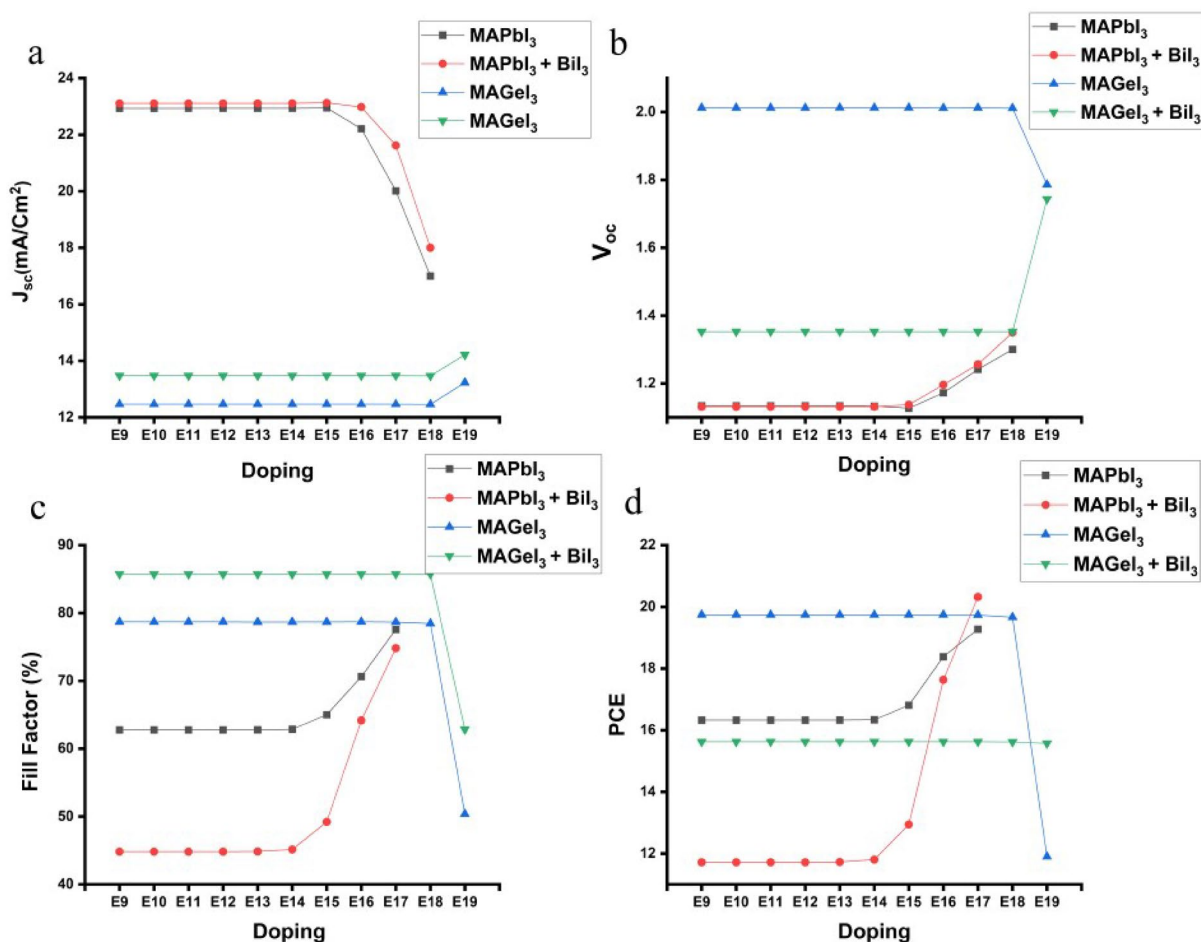 a
MAPbI₃
MAPbI₃ + BiI₃
MAGeI₃
MAGeI₃
24
22
20
18
16
14
12
Jsc(mA/Cm²)
E9 E10 E11 E12 E13 E14 E15 E16 E17 E18 E19
Doping
b
MAPbI₃
MAPbI₃ + BiI₃
MAGeI₃
MAGeI₃ + BiI₃
2.0
1.8
1.6
1.4
1.2
Voc
E9 E10 E11 E12 E13 E14 E15 E16 E17 E18 E19
Doping
c
MAPbI₃
MAPbI₃ + BiI₃
MAGeI₃
MAGeI₃ + BiI₃
90
80
70
60
50
40
Fill Factor (%)
E9 E10 E11 E12 E13 E14 E15 E16 E17 E18 E19
Doping
d
MAPbI₃
MAPbI₃ + BiI₃
MAGeI₃
MAGeI₃ + BiI₃
22
20
18
16
14
12
PCE
E9 E10 E11 E12 E13 E14 E15 E16 E17 E18 E19
Doping